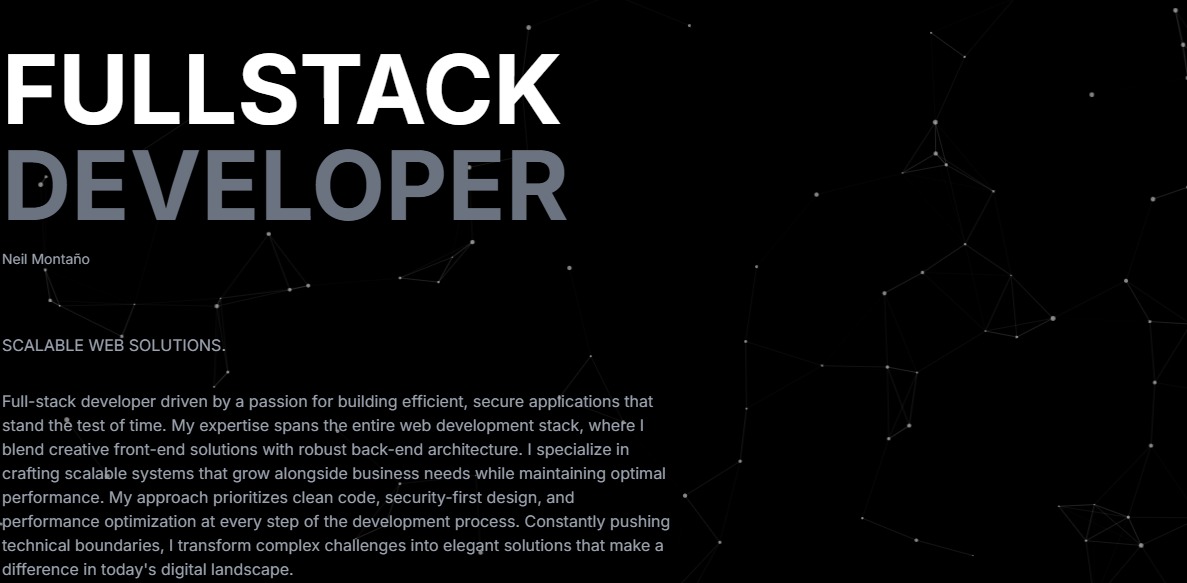 FULLSTACK
DEVELOPER
Neil Montaño
SCALABLE WEB SOLUTIONS.
Full-stack developer driven by a passion for building efficient, secure applications that
stand the test of time. My expertise spans the entire web development stack, where I
blend creative front-end solutions with robust back-end architecture. I specialize in
crafting scalable systems that grow alongside business needs while maintaining optimal
performance. My approach prioritizes clean code, security-first design, and
performance optimization at every step of the development process. Constantly pushing
technical boundaries, I transform complex challenges into elegant solutions that make a
difference in today's digital landscape.